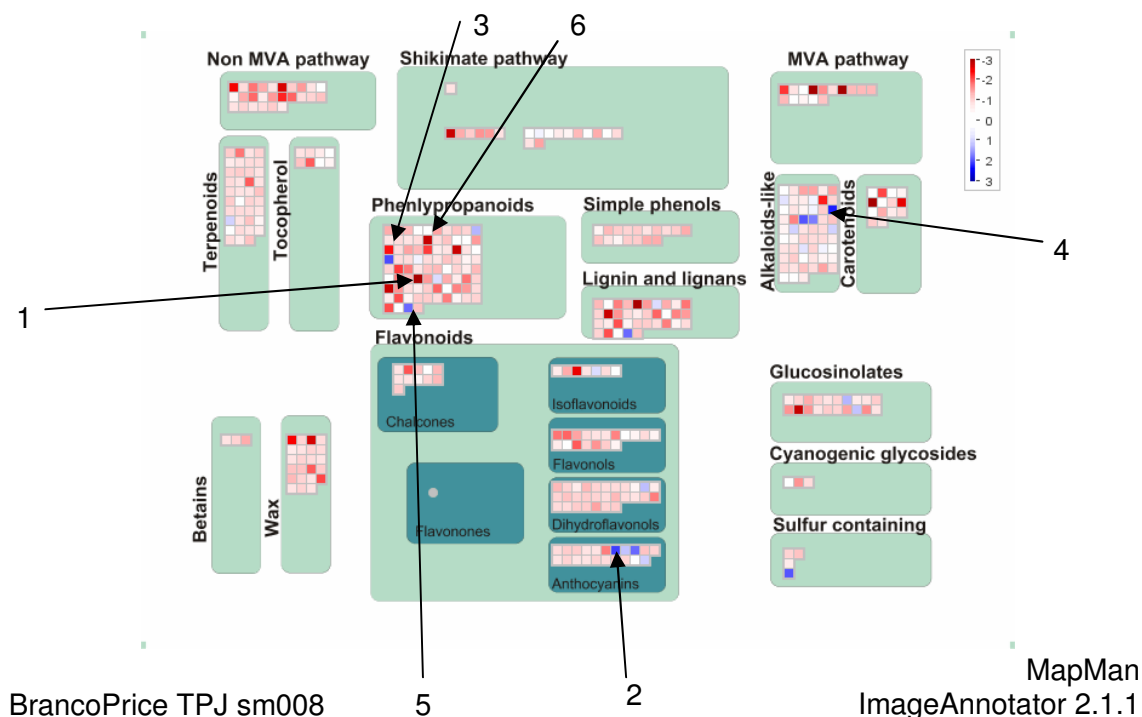 3
6
Non MVA pathway
Shikimate pathway
MVA pathway
-3
-2
-1
0
1
2
3
Terpenoids
Tocopherol
Phenlypropanoids
Simple phenols
Alkaloids-like
Carotenoids
4
Lignin and lignans
1
Flavonoids
Chalcones
Isoflavonoids
Glucosinolates
Flavonols
Cyanogenic glycosides
Betains
Wax
Flavonones
Dihydroflavonols
Sulfur containing
Anthocyanins
5
2
BrancoPrice TPJ sm008
MapMan
ImageAnnotator 2.1.1